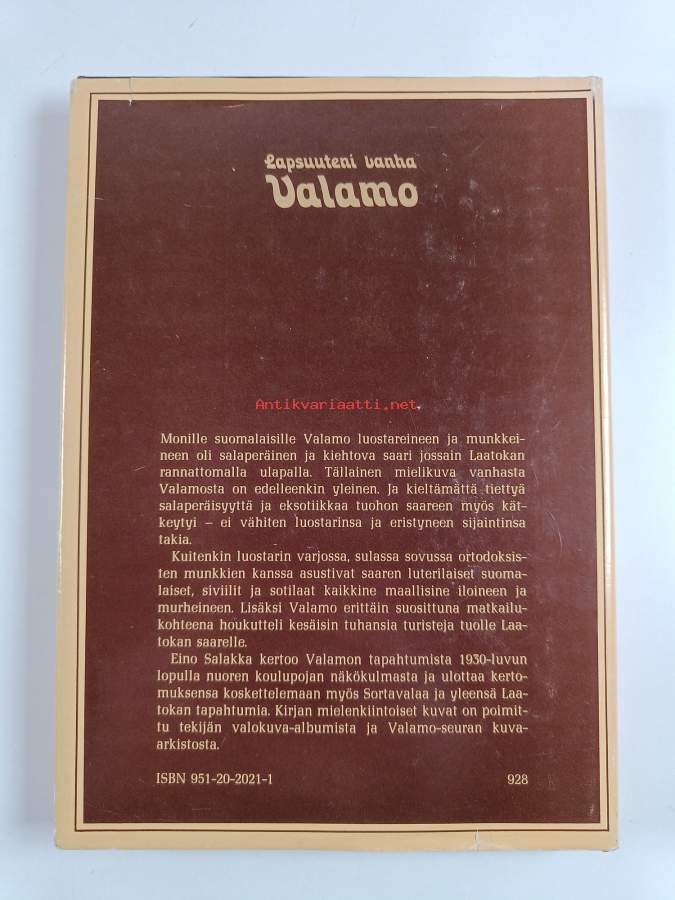 Lapsuuteni vanha
Valamo
Antikvariaatti.net
Monille suomalaisille Valamo luostareineen ja munkkei-
neen oli salaperäinen ja kiehtova saari jossain Laatokan
rannattomalla ulapalla. Tällainen mielikuva vanhasta
Valamosta on edelleenkin yleinen. Ja kieltämättä tiettyä
salaperäisyyttä ja eksotiikkaa tuohon saareen myös kät-
keytyi – ei vähiten luostarinsa ja eristyneen sijaintinsa
takia.
Kuitenkin luostarin varjossa, sulassa sovussa ortodoksis-
ten munkkien kanssa asustivat saaren luterilaiset suoma-
laiset, siviilit ja sotilaat kaikkine maallisine iloineen ja
murheineen. Lisäksi Valamo erittäin suosittuna matkailu-
kohteena houkutteli kesäisin tuhansia turisteja tuolle Laa-
tokan saarelle.
Eino Salakka kertoo Valamon tapahtumista 1930-luvun
lopulla nuoren koulupojan näkökulmasta ja ulottaa kerto-
muksensa koskettelemaan myös Sortavalaa ja yleensä Laa-
tokan tapahtumia. Kirjan mielenkiintoiset kuvat on poimit-
tu tekijän valokuva-albumista ja Valamo-seuran kuva-
arkistosta.
ISBN 951-20-2021-1 928